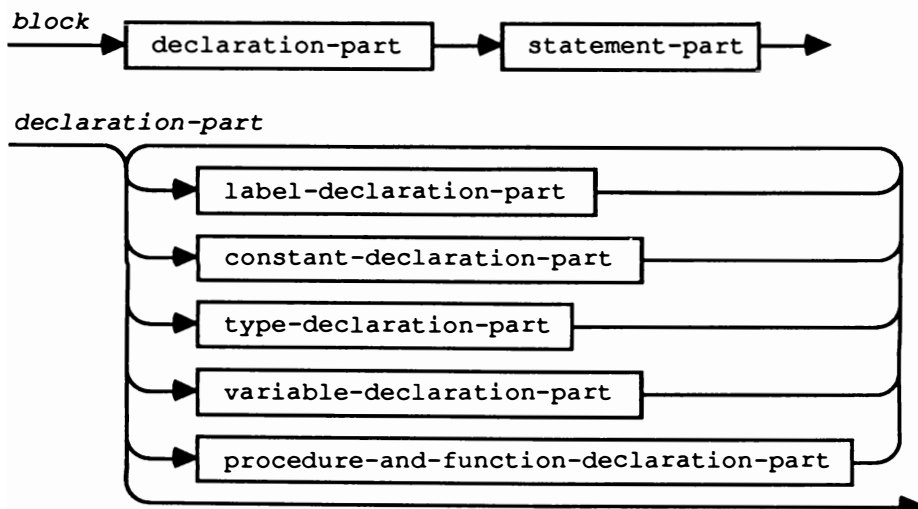 block
declaration-part statement-part
declaration-part
label-declaration-part
constant-declaration-part
type-declaration-part
variable-declaration-part
procedure-and-function-declaration-part